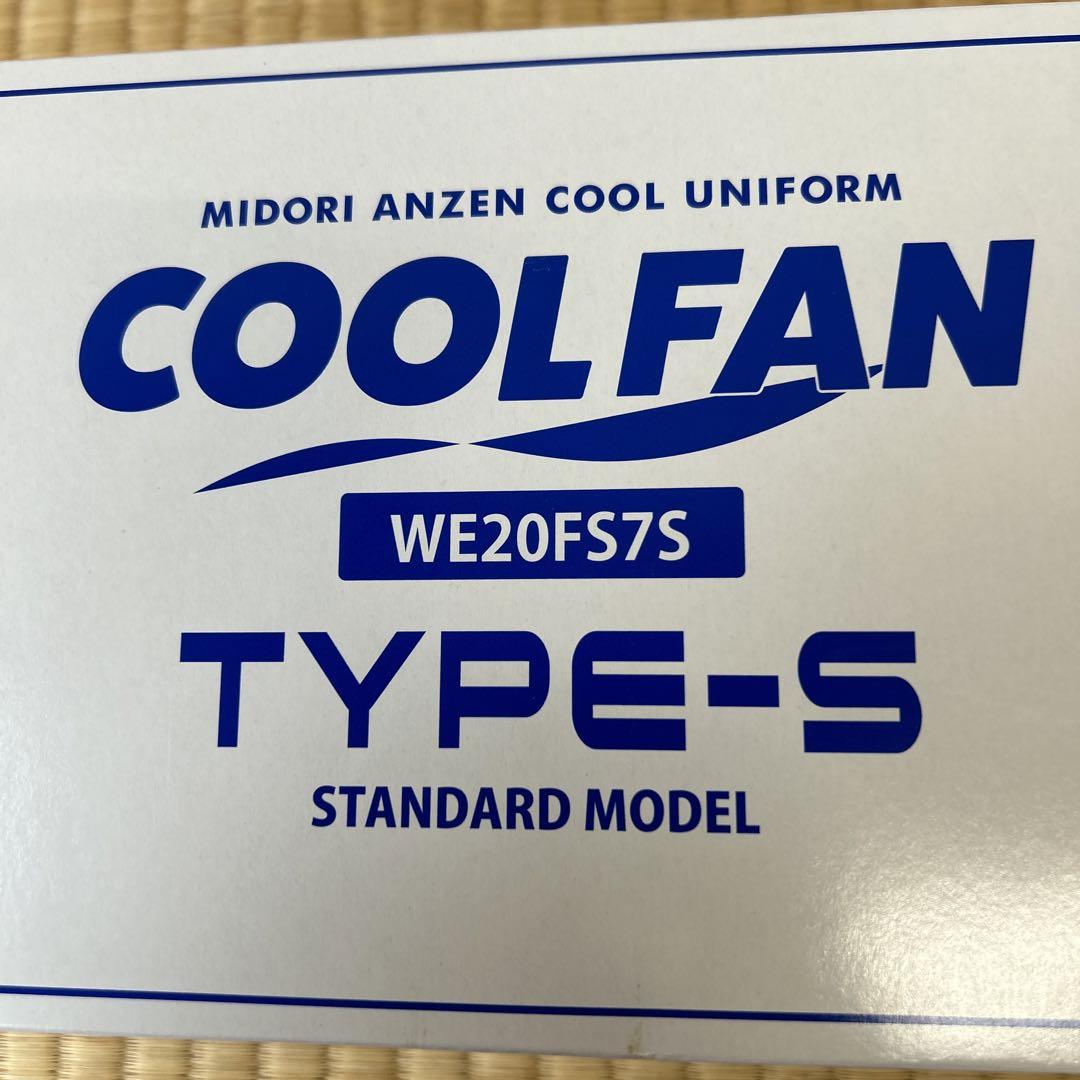 MIDORI ANZEN COOL UNIFORM
COOLFAN
WE20FS7S
TYPE-S
STANDARD MODEL